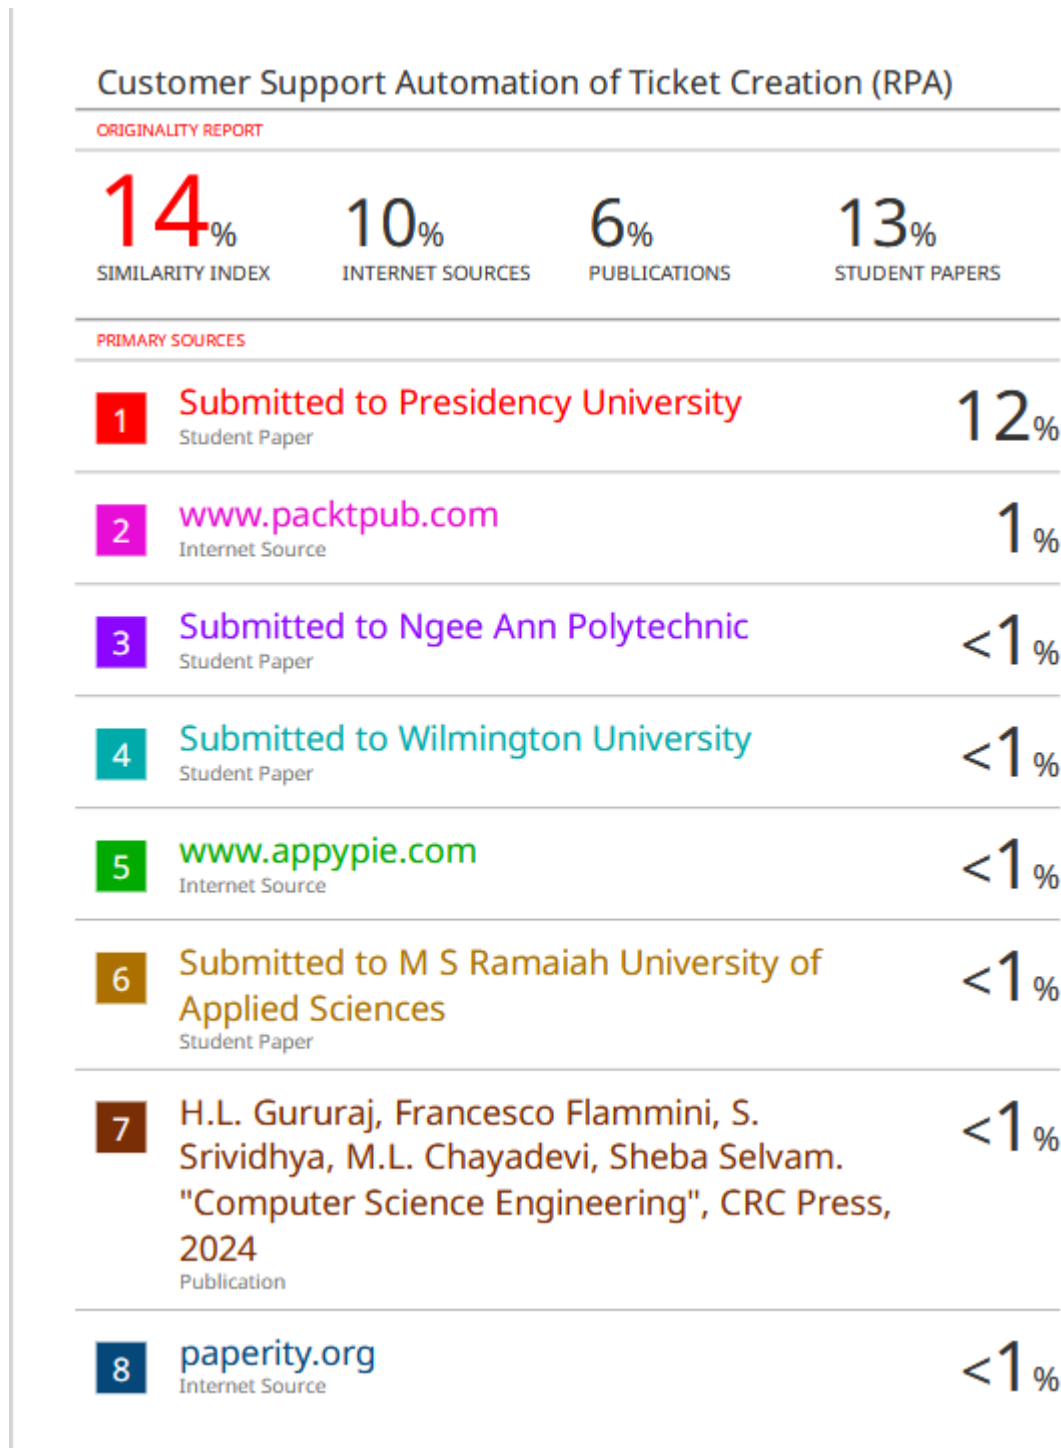 Customer Support Automation of Ticket Creation (RPA)
ORIGINALITY REPORT
14% 10% 6% 13%
SIMILARITY INDEX INTERNET SOURCES PUBLICATIONS STUDENT PAPERS
PRIMARY SOURCES
1 Submitted to Presidency University 12%
Student Paper
2 www.packtpub.com 1%
Internet Source
3 Submitted to Ngee Ann Polytechnic <1%
Student Paper
4 Submitted to Wilmington University <1%
Student Paper
5 www.appypie.com <1%
Internet Source
6 Submitted to M S Ramaiah University of <1%
Applied Sciences
Student Paper
7 H.L. Gururaj, Francesco Flammini, S. <1%
Srividhya, M.L. Chayadevi, Sheba Selvam.
"Computer Science Engineering", CRC Press,
2024
Publication
8 paperity.org <1%
Internet Source